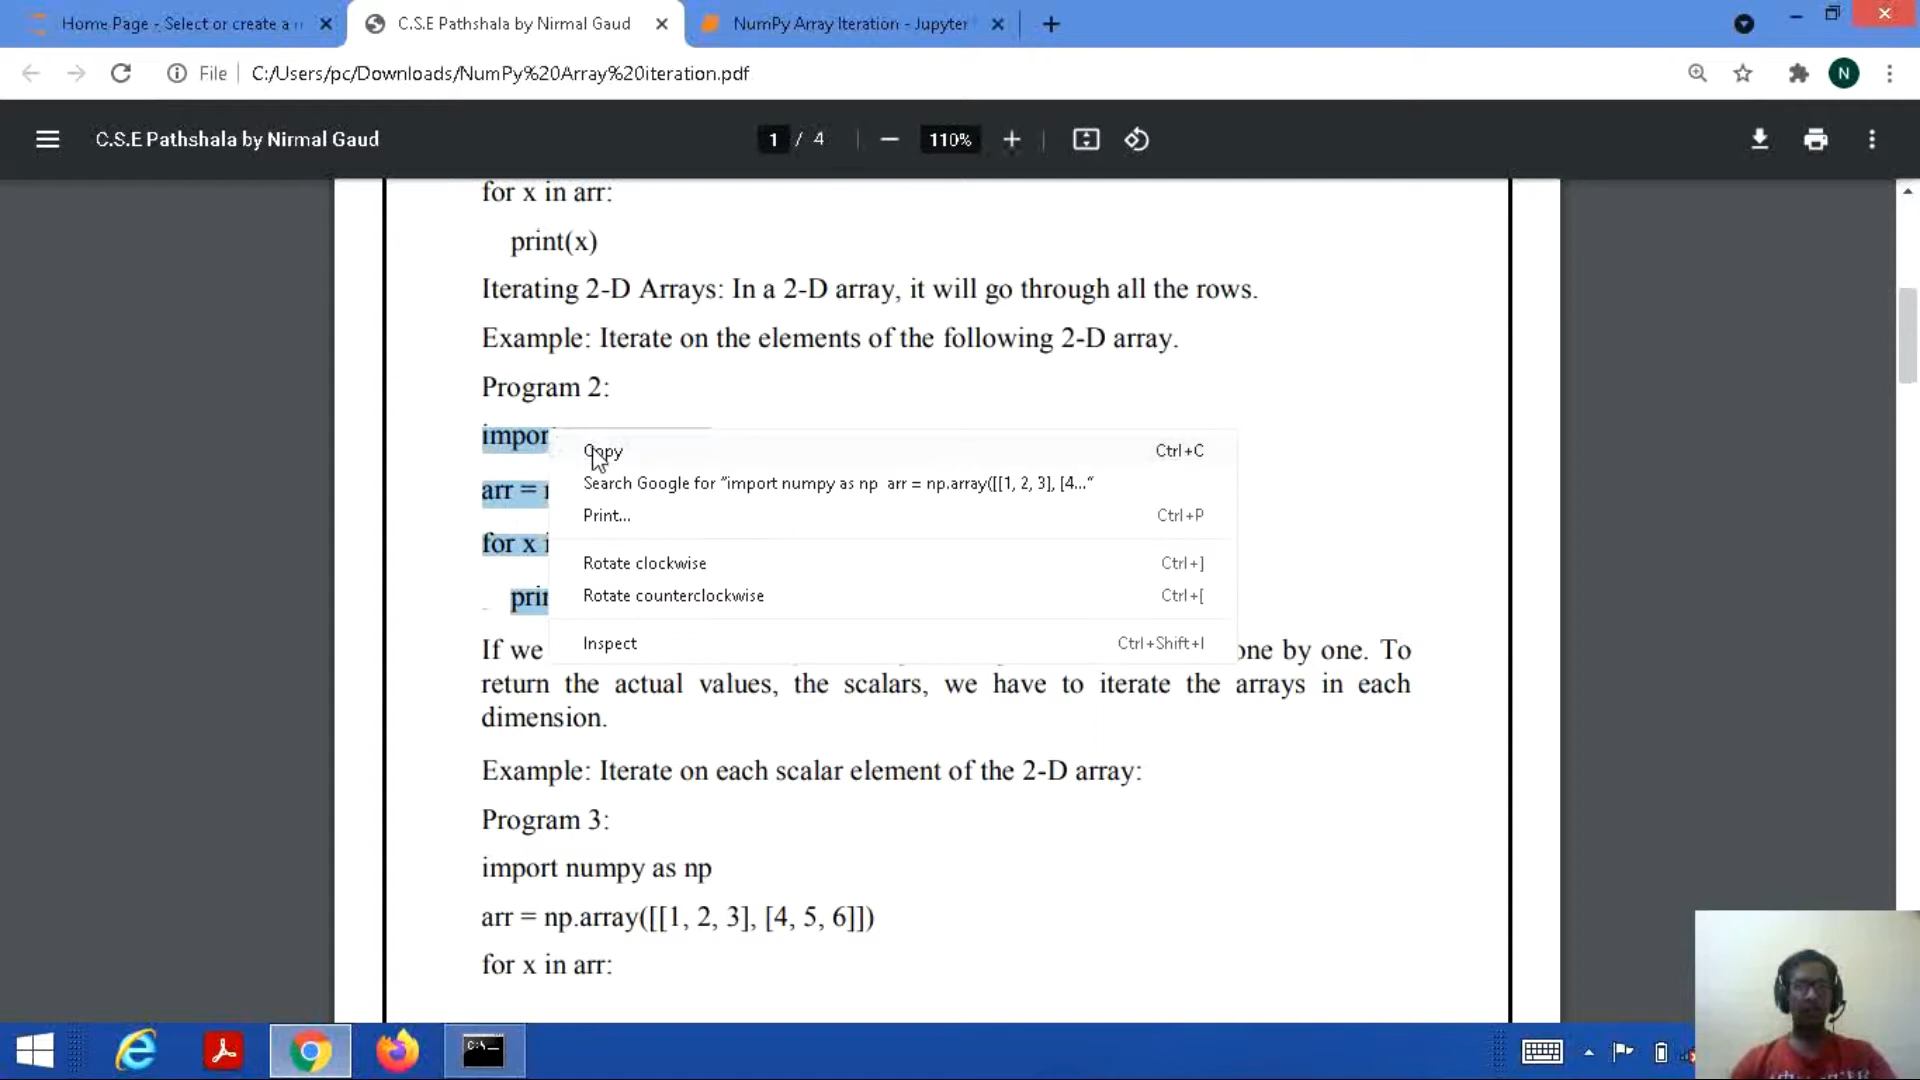 Home Page - Select or create a n
C.S.E Pathshala by Nirmal Gaud
NumPy Array Iteration - Jupyter
File
C:/Users/pc/Downloads/NumPy%20Array%20iteration.pdf
N
C.S.E Pathshala by Nirmal Gaud
1 / 4
110%
for x in arr:
print(x)
Iterating 2-D Arrays: In a 2-D array, it will go through all the rows.
Example: Iterate on the elements of the following 2-D array.
Program 2:
impor
Copy Ctrl+C
Search Google for "import numpy as np arr = np.array([[1, 2, 3], [4..."
arr =
Print... Ctrl+P
for x i
Rotate clockwise Ctrl+]
Rotate counterclockwise Ctrl+[
prin
Inspect Ctrl+Shift+I
If we one by one. To
return the actual values, the scalars, we have to iterate the arrays in each
dimension.
Example: Iterate on each scalar element of the 2-D array:
Program 3:
import numpy as np
arr = np.array([[1, 2, 3], [4, 5, 6]])
for x in arr:
C:\_